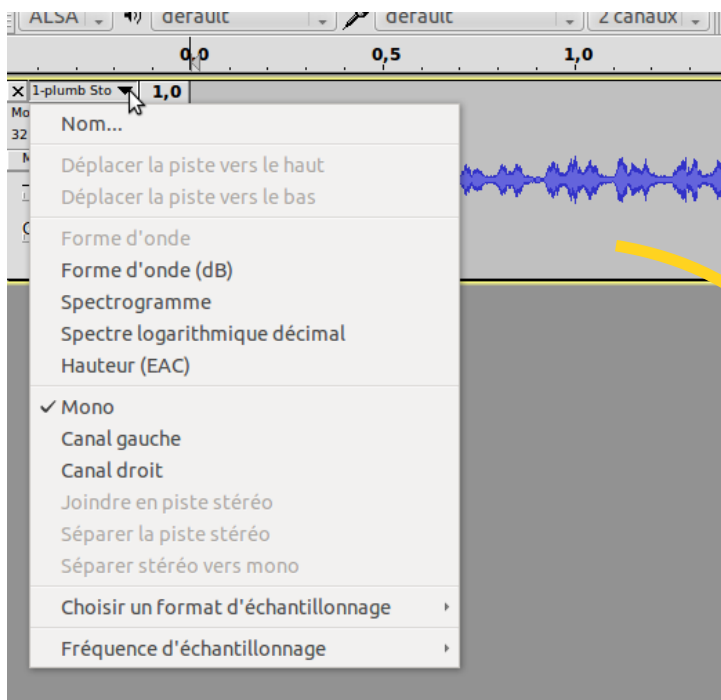 ALSA default default 2 canaux
0,0 0,5 1,0
1-plumb Sto 1,0
Mo
32
Nom...
Déplacer la piste vers le haut
Déplacer la piste vers le bas
Forme d'onde
Forme d'onde (dB)
Spectrogramme
Spectre logarithmique décimal
Hauteur (EAC)
Mono
Canal gauche
Canal droit
Joindre en piste stéréo
Séparer la piste stéréo
Séparer stéréo vers mono
Choisir un format d'échantillonnage
Fréquence d'échantillonnage